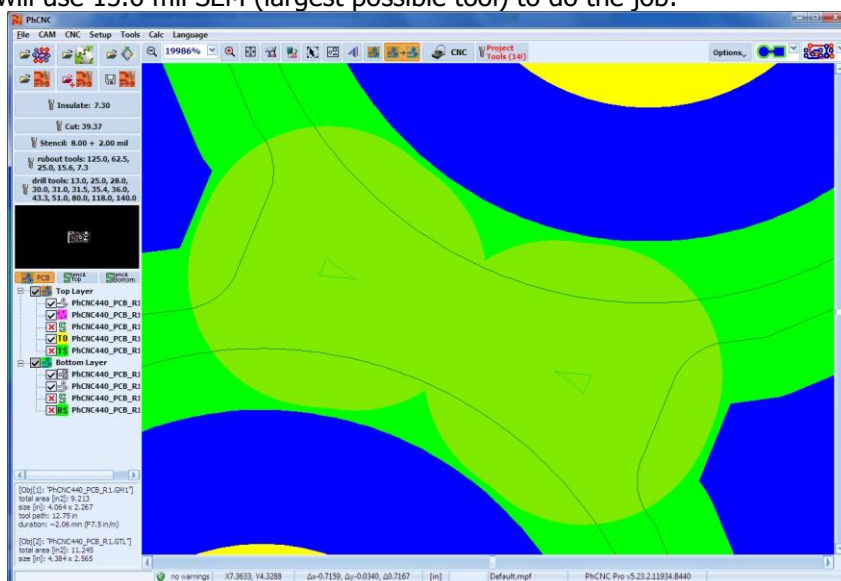 will use 15.6 mil SEM (largest possible tool) to do the job.
PhCNC
File CAM CNC Setup Tools Calc Language
19986%
CNC
Project
Tools (14!)
Options
Insulate: 7.30
Cut: 39.37
Stencil: 8.00 + 2.00 mil
rubout tools: 125.0, 62.5,
25.0, 15.6, 7.3
drill tools: 13.0, 25.0, 28.0,
30.0, 31.0, 31.5, 35.4, 36.0,
43.3, 51.0, 80.0, 118.0, 140.0
PCB Stencil Top Stencil Bottom
Top Layer
PhCNC440_PCB_R1
PhCNC440_PCB_R1
PhCNC440_PCB_R1
TO PhCNC440_PCB_R1
TS PhCNC440_PCB_R1
Bottom Layer
PhCNC440_PCB_R1
PhCNC440_PCB_R1
PhCNC440_PCB_R1
BS PhCNC440_PCB_R1
[Obj[1]: "PhCNC440_PCB_R1.GM1"]
total area [in2]: 9.213
size [in]: 4.064 x 2.267
tool path: 12.75 in
duration: ~2.06 min (F7.5 in/m)
[Obj[2]: "PhCNC440_PCB_R1.GTL"]
total area [in2]: 11.245
size [in]: 4.384 x 2.565
no warnings X7.3633, Y4.3288 Δx-0.7159, Δy-0.0340, Δ0.7167 [in] Default.mpf PhCNC Pro v5.23.2.11934.B440